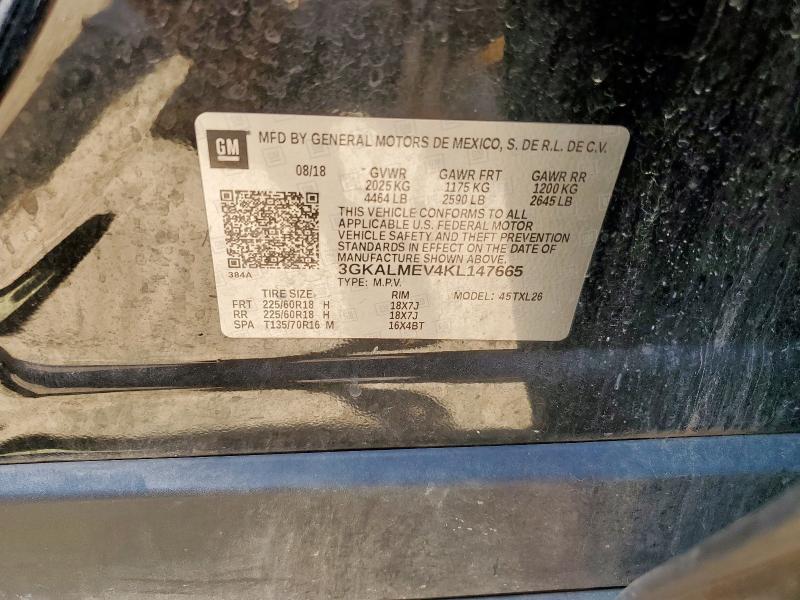 GM MFD BY GENERAL MOTORS DE MEXICO, S. DE R.L. DE C.V.
08/18 GVWR GAWR FRT GAWR RR
2025 KG 1175 KG 1200 KG
4464 LB 2590 LB 2645 LB
THIS VEHICLE CONFORMS TO ALL
APPLICABLE U.S. FEDERAL MOTOR
VEHICLE SAFETY AND THEFT PREVENTION
STANDARDS IN EFFECT ON THE DATE OF
MANUFACTURE SHOWN ABOVE.
384A 3GKALMEV4KL147665
TYPE: M.P.V.
TIRE SIZE RIM MODEL: 45TXL26
FRT 225/60R18 H 18X7J
RR 225/60R18 H 18X7J
SPA T135/70R16 M 16X4BT